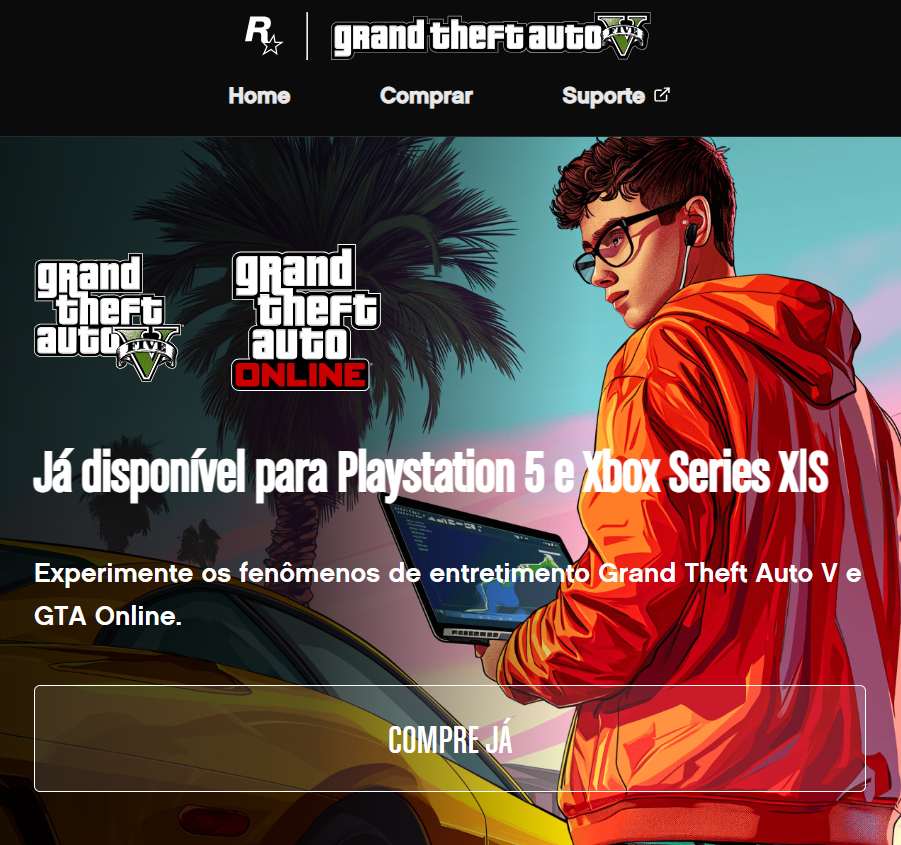 R
grand theft auto V FIVE
Home Comprar Suporte
grand theft auto V FIVE
grand theft auto ONLINE
Já disponível para Playstation 5 e Xbox Series X|S
Experimente os fenômenos de entretimento Grand Theft Auto V e
GTA Online.
COMPRE JÁ